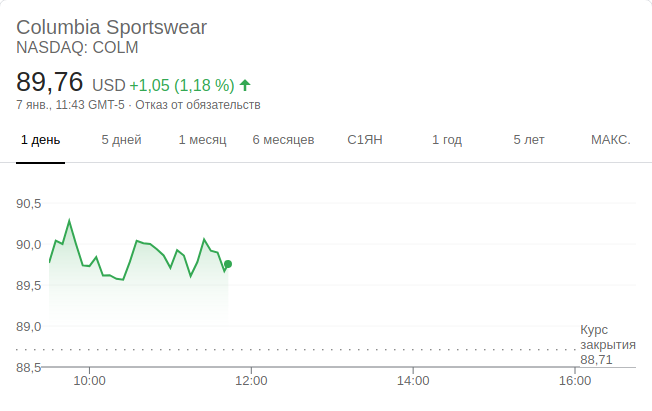 Columbia Sportswear
NASDAQ: COLM
89,76 USD +1,05 (1,18 %)
7 янв., 11:43 GMT-5 · Отказ от обязательств
1 день 5 дней 1 месяц 6 месяцев С1ЯН 1 год 5 лет МАКС.
90,5
90,0
89,5
89,0
Курс
закрытия
88,71
88,5
10:00 12:00 14:00 16:00